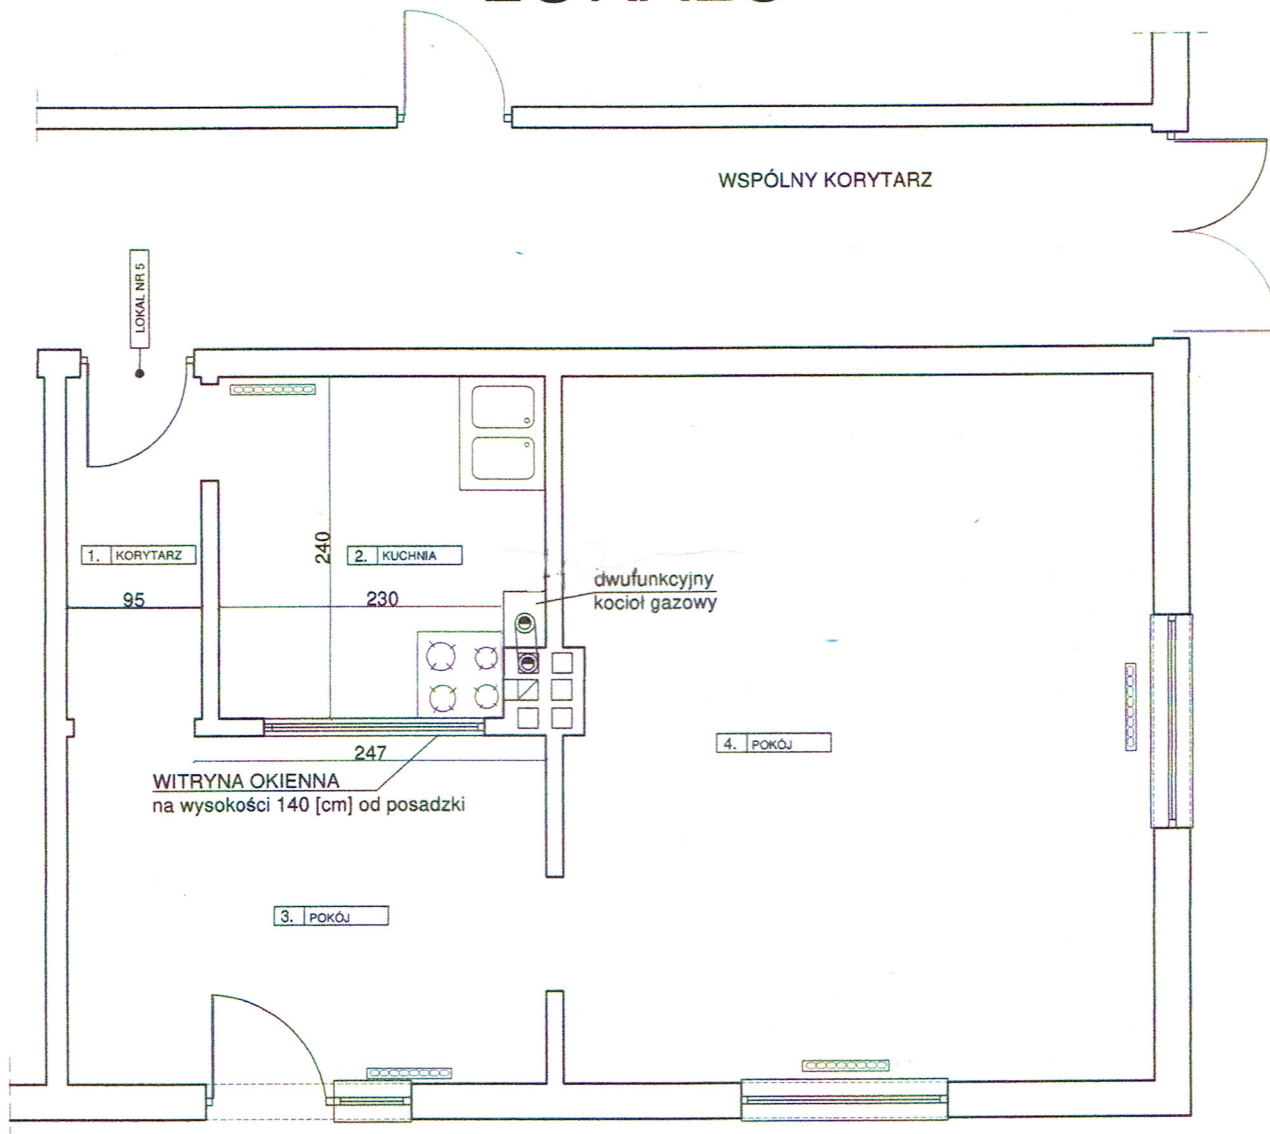 WSPÓLNY KORYTARZ
LOKAL NR 5
1. KORYTARZ
240
2. KUCHNIA
dwufunkcyjny
kocioł gazowy
95
230
247
4. POKÓJ
WITRYNA OKIENNA
na wysokości 140 [cm] od posadzki
3. POKÓJ